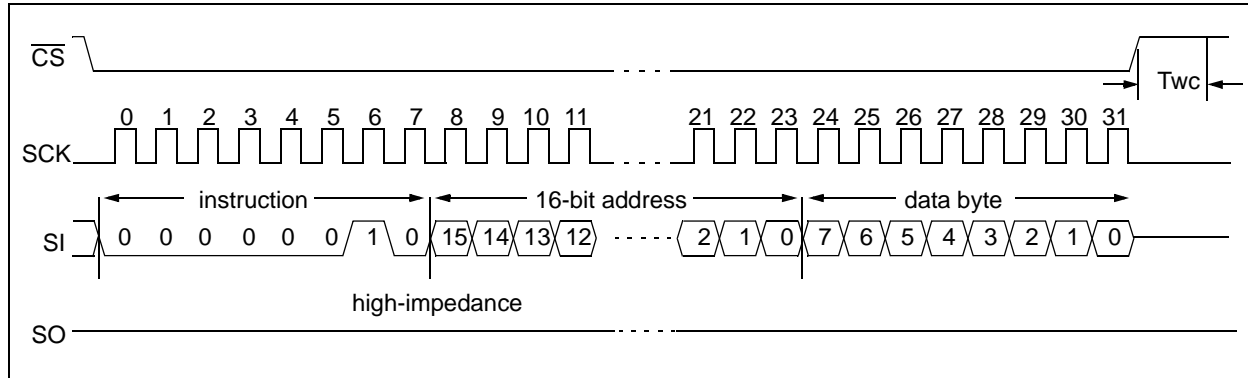 CS
Twc
0 1 2 3 4 5 6 7 8 9 10 11 21 22 23 24 25 26 27 28 29 30 31
SCK
instruction 16-bit address data byte
SI 0 0 0 0 0 0 1 0 15 14 13 12 2 1 0 7 6 5 4 3 2 1 0
high-impedance
SO